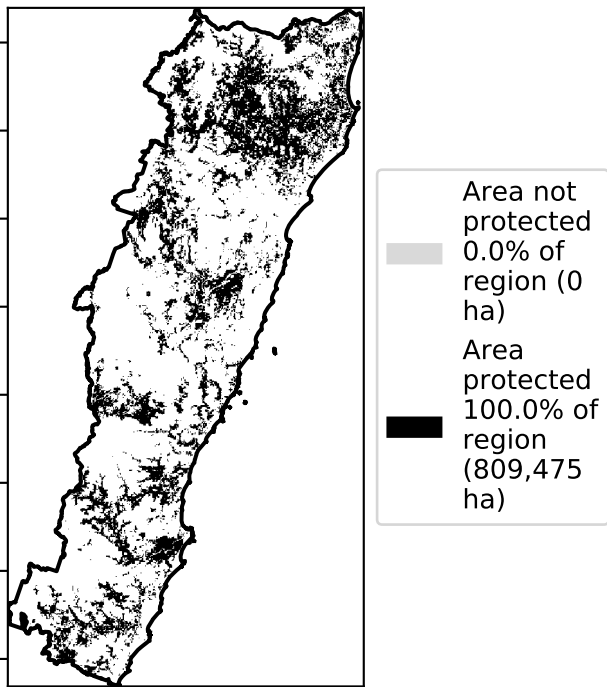 Area not
protected
0.0% of
region (0
ha)
Area
protected
100.0% of
region
(809,475
ha)